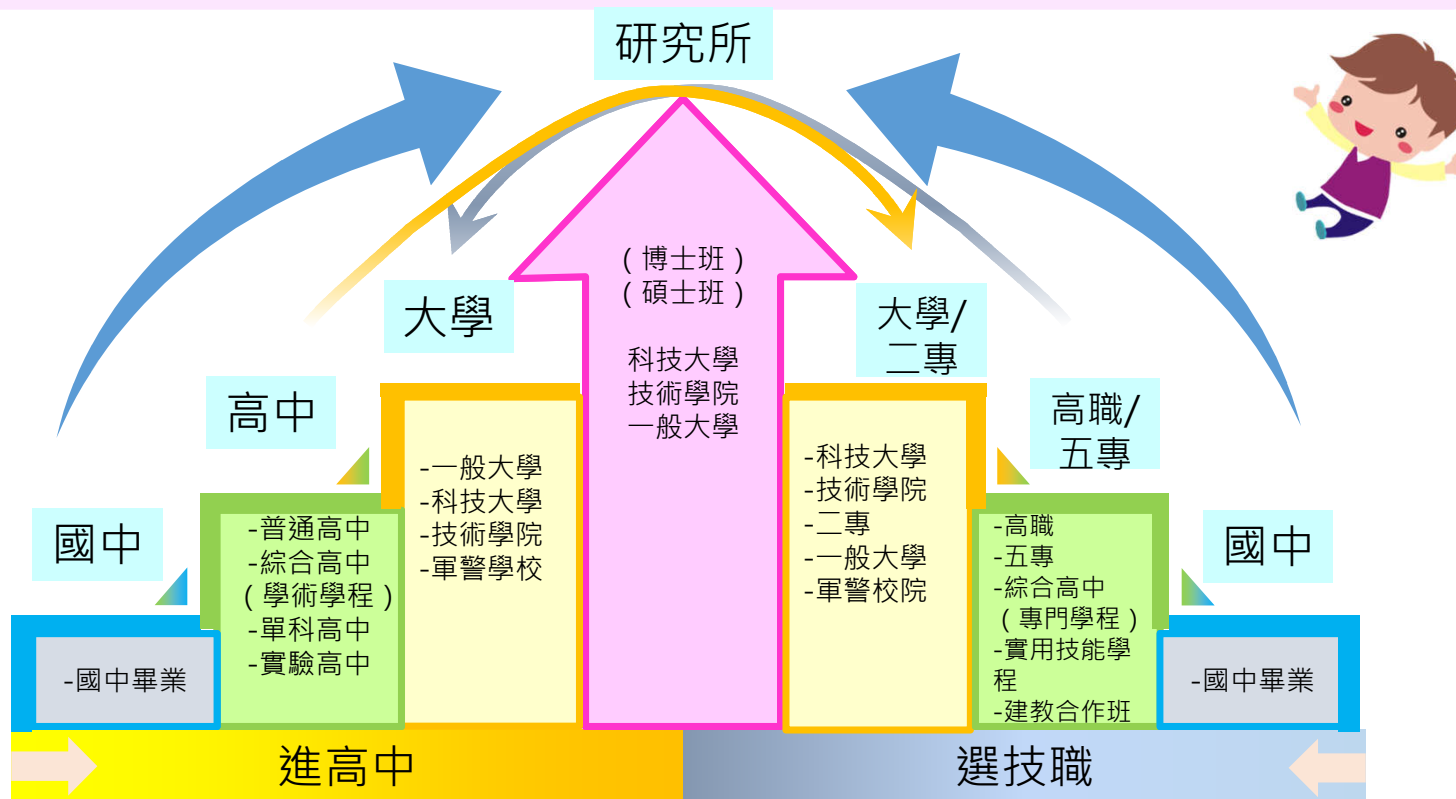 研究所
(博士班)
(碩士班)
科技大學
技術學院
一般大學
大學
-一般大學
-科技大學
-技術學院
-軍警學校
高中
-普通高中
-綜合高中
(學術學程)
-單科高中
-實驗高中
國中
-國中畢業
大學/
二專
-科技大學
-技術學院
-二專
-一般大學
-軍警校院
高職/
五專
-高職
-五專
-綜合高中
(專門學程)
-實用技能學
程
-建教合作班
國中
-國中畢業
進高中
選技職